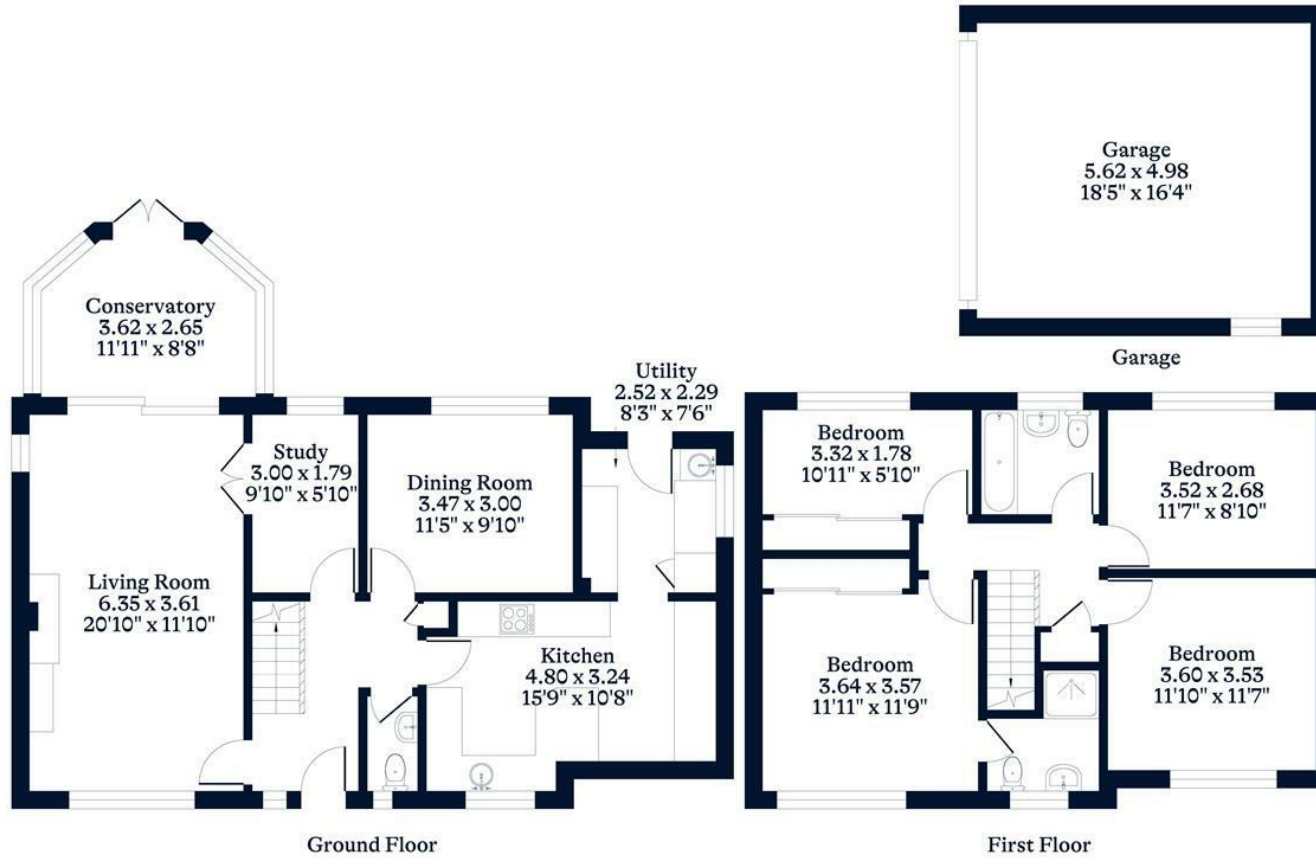 Garage
5.62 x 4.98
18'5" x 16'4"
Garage
Conservatory
3.62 x 2.65
11'11" x 8'8"
Utility
2.52 x 2.29
8'3" x 7'6"
Study
3.00 x 1.79
9'10" x 5'10"
Dining Room
3.47 x 3.00
11'5" x 9'10"
Living Room
6.35 x 3.61
20'10" x 11'10"
Kitchen
4.80 x 3.24
15'9" x 10'8"
Ground Floor
Bedroom
3.32 x 1.78
10'11" x 5'10"
Bedroom
3.52 x 2.68
11'7" x 8'10"
Bedroom
3.64 x 3.57
11'11" x 11'9"
Bedroom
3.60 x 3.53
11'10" x 11'7"
First Floor